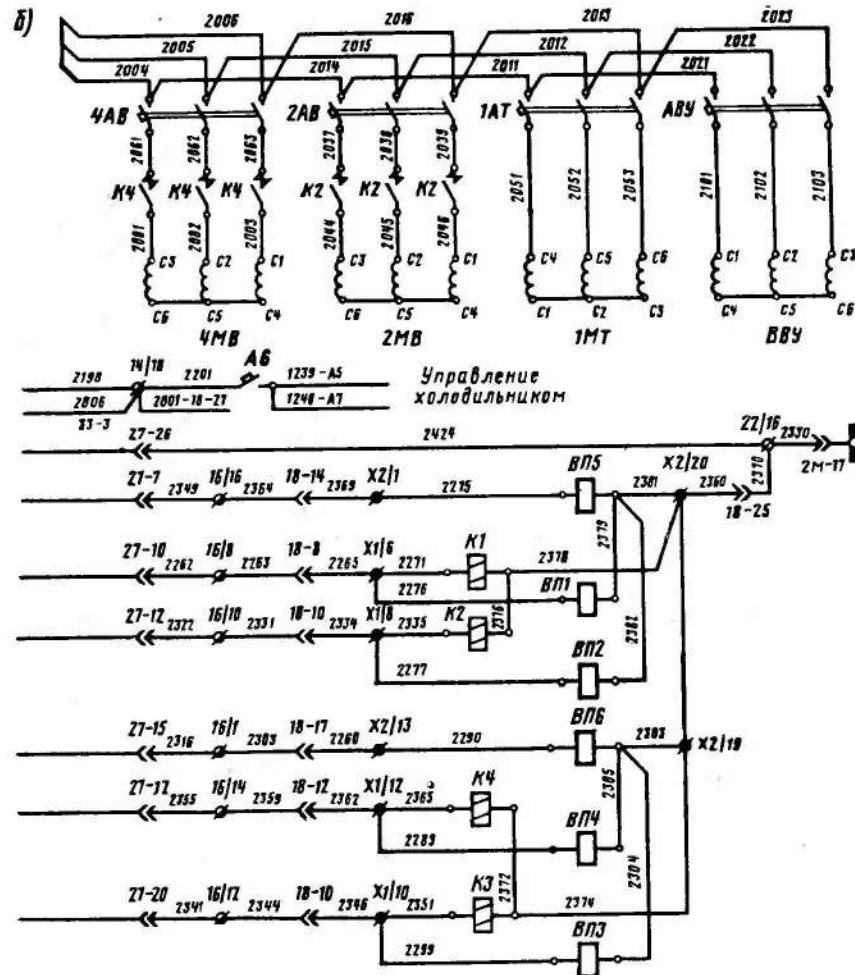 б)
2006 2016 2013 2023
2005 2015 2012 2022
2004 2014 2011 2021
4АВ 2АВ 1АТ АВУ
2061 2062 2063 2037 2038 2039
2051 2052 2053 2101 2102 2103
К4 К4 К4 К2 К2 К2
2001 2002 2003 2044 2045 2046
С3 С2 С1 С3 С2 С1 С4 С5 С6 С1 С2 С3
С6 С5 С4 С6 С5 С4 С1 С2 С3 С4 С5 С6
4МВ 2МВ 1МТ ВВУ
2198 14/18 2201 А6 1239-А5
Управление
холодильником
2806 2801-18-27 1240-А7
33-3
27-26 2424 22/16 2330
2М-17
2370
27-7 2349 16/16 2364 18-14 2369 Х2/1 2275 ВП5 2381 Х2/20 2360
18-25
2379
27-10 2262 16/8 2263 18-8 2265 Х1/6 2271 К1 2378
2276 ВП1
2376 2382
27-12 2322 16/10 2331 18-10 2334 Х1/8 2335 К2
2277 ВП2
27-15 2316 16/1 2303 18-17 2260 Х2/13 2290 ВП6 2383 Х2/19
2385
27-17 2355 16/14 2359 18-12 2362 Х1/12 2365 К4
2283 ВП4
2372 2304
27-20 2341 16/12 2344 18-10 2346 Х1/10 2351 К3 2374
2299 ВП3